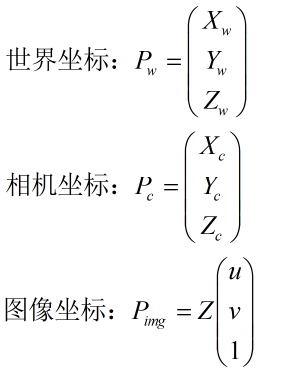 世界坐标：P_w = (X_w Y_w Z_w)
相机坐标：P_c = (X_c Y_c Z_c)
图像坐标：P_img = Z (u v 1)